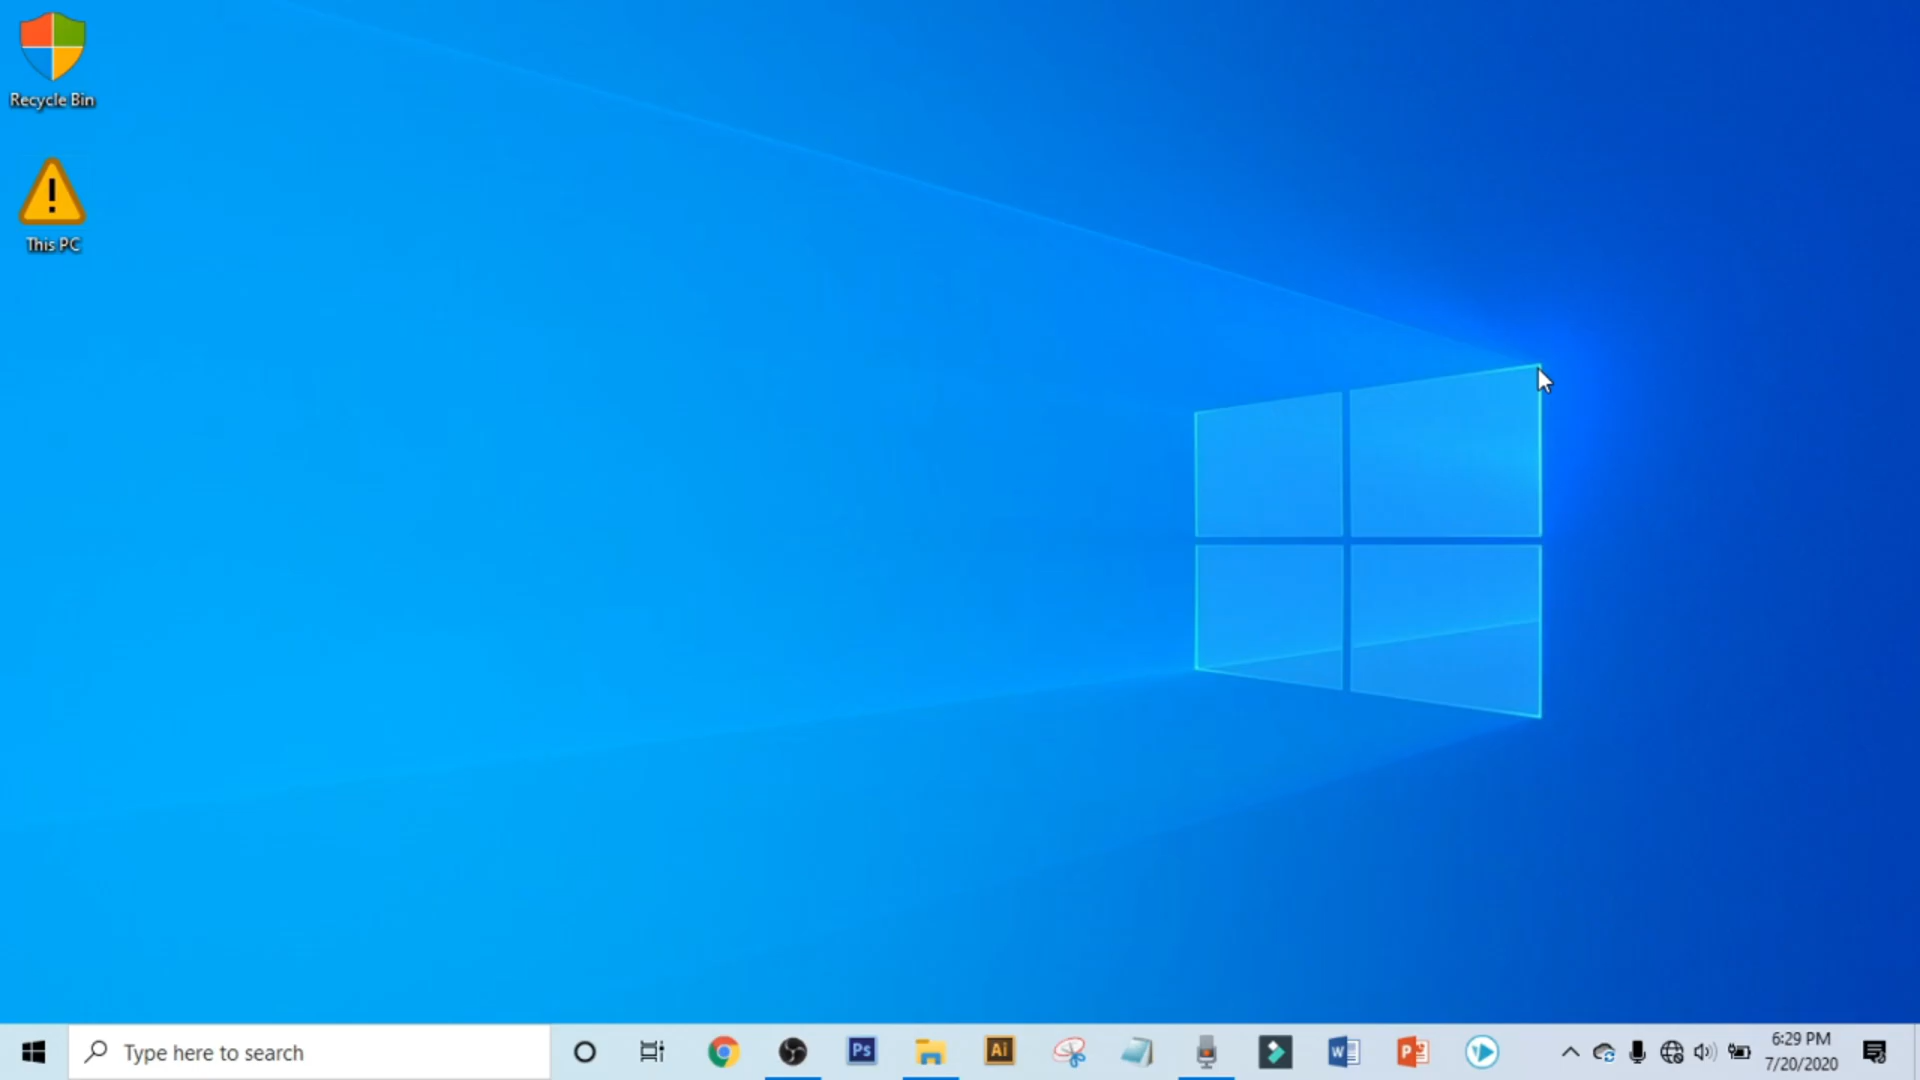 Recycle Bin
This PC
Type here to search
Ps
Ai
W
P
6:29 PM
7/20/2020